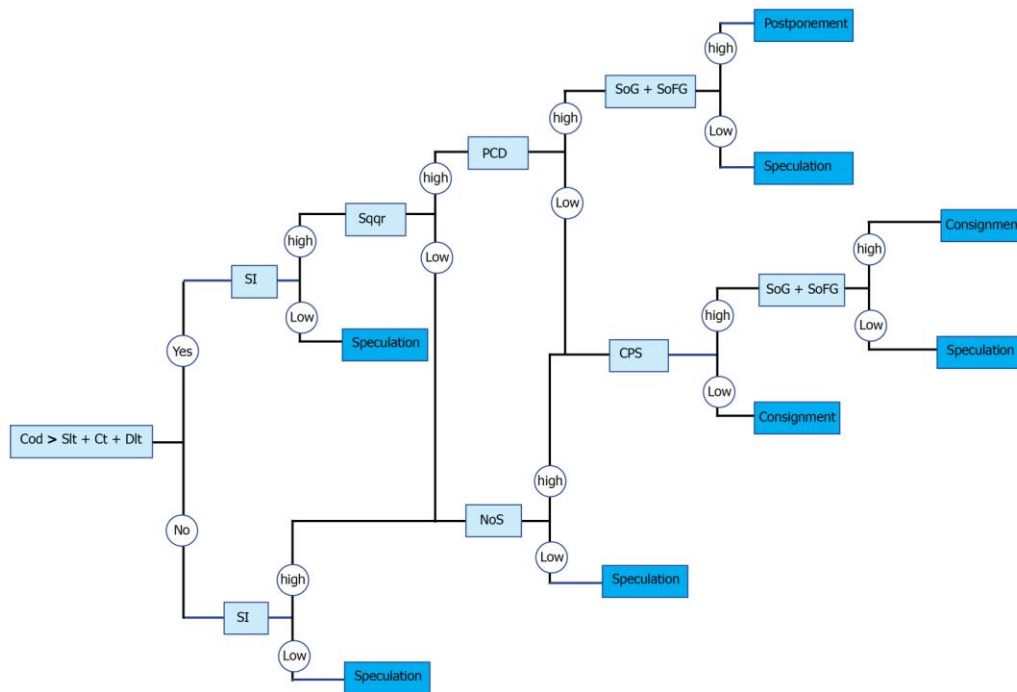 Postponement
high
SoG + SoFG
high
Low
PCD
Speculation
high
Low
Sqqr
Consignment
high
high
Low
SI
SoG + SoFG
high
Low
Low
Speculation
Yes
CPS
Speculation
Low
Consignment
Cod > Slt + Ct + Dlt
high
NoS
No
Low
high
Speculation
SI
Low
Speculation